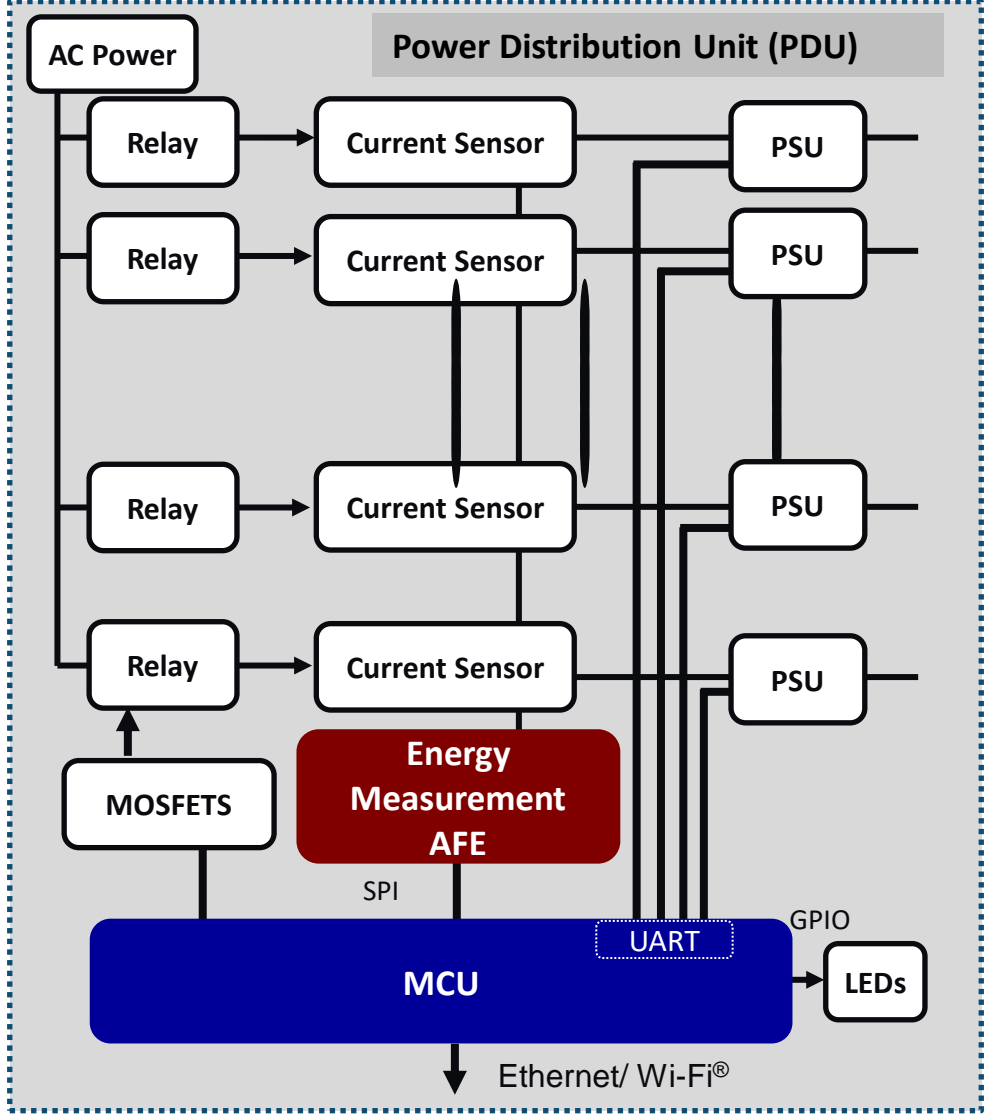 AC Power
Power Distribution Unit (PDU)
Relay
Current Sensor
PSU
Relay
Current Sensor
PSU
Relay
Current Sensor
PSU
Relay
Current Sensor
PSU
MOSFETS
Energy
Measurement
AFE
SPI
UART
GPIO
MCU
LEDs
Ethernet/ Wi-Fi®